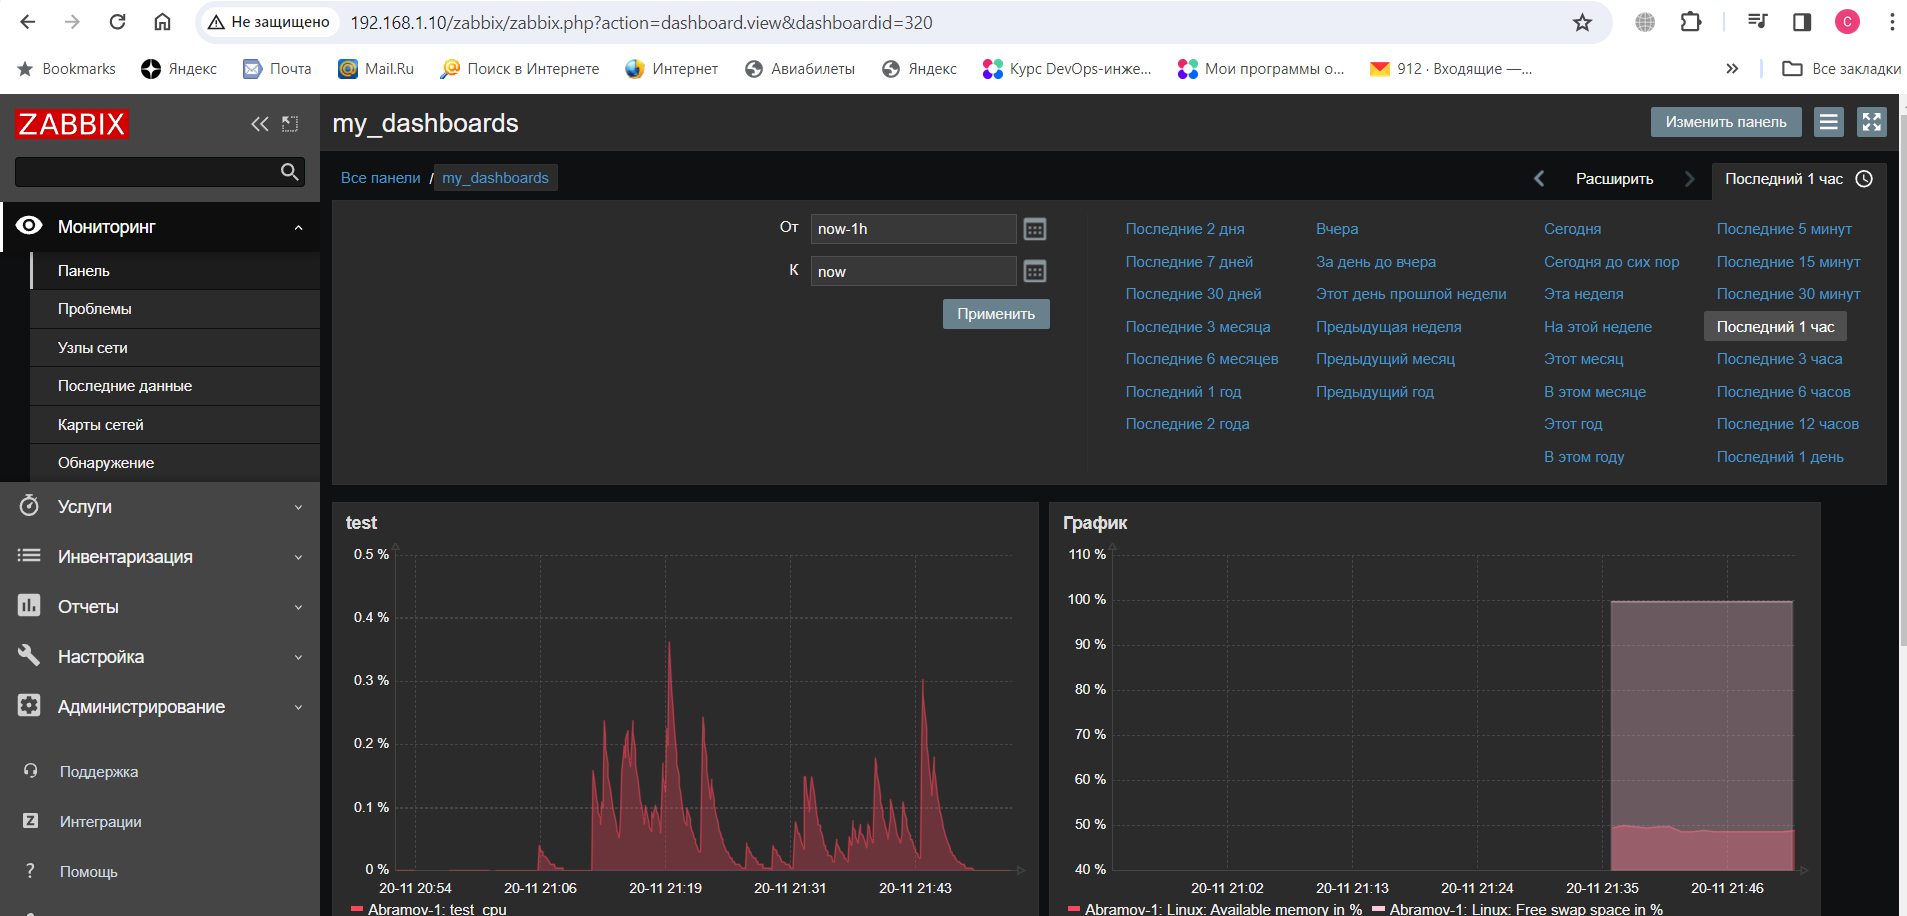 Не защищено 192.168.1.10/zabbix/zabbix.php?action=dashboard.view&dashboardid=320
С
Bookmarks Яндекс Почта Mail.Ru Поиск в Интернете Интернет Авиабилеты Яндекс Курс DevOps-инже... Мои программы о... 912 · Входящие —... » Все закладки
ZABBIX
my_dashboards
Изменить панель
Все панели / my_dashboards
Расширить
Последний 1 час
Мониторинг
Панель
Проблемы
Узлы сети
Последние данные
Карты сетей
Обнаружение
Услуги
Инвентаризация
Отчеты
Настройка
Администрирование
Поддержка
Z Интеграции
? Помощь
От now-1h
К now
Применить
Последние 2 дня Вчера Сегодня Последние 5 минут
Последние 7 дней За день до вчера Сегодня до сих пор Последние 15 минут
Последние 30 дней Этот день прошлой недели Эта неделя Последние 30 минут
Последние 3 месяца Предыдущая неделя На этой неделе Последний 1 час
Последние 6 месяцев Предыдущий месяц Этот месяц Последние 3 часа
Последний 1 год Предыдущий год В этом месяце Последние 6 часов
Последние 2 года Этот год Последние 12 часов
В этом году Последний 1 день
test
0.5 %
0.4 %
0.3 %
0.2 %
0.1 %
0 %
20-11 20:54 20-11 21:06 20-11 21:19 20-11 21:31 20-11 21:43
Abramov-1: test_cpu
График
110 %
100 %
90 %
80 %
70 %
60 %
50 %
40 %
20-11 21:02 20-11 21:13 20-11 21:24 20-11 21:35 20-11 21:46
Abramov-1: Linux: Available memory in % Abramov-1: Linux: Free swap space in %